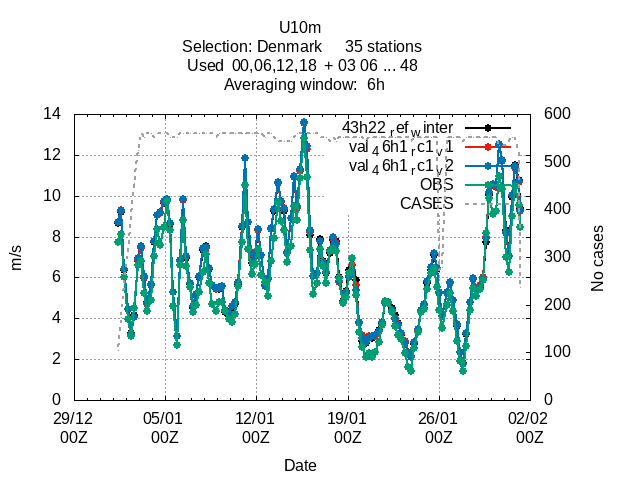 U10m
Selection: Denmark 35 stations
Used 00,06,12,18 + 03 06 ... 48
Averaging window: 6h
14
12
10
8
6
4
2
0
m/s
600
500
400
300
200
100
0
No cases
43h22_ref_winter
val_46h1_rc1_v1
val_46h1_rc1_v2
OBS
CASES
29/12 05/01 12/01 19/01 26/01 02/02
00Z 00Z 00Z 00Z 00Z 00Z
Date